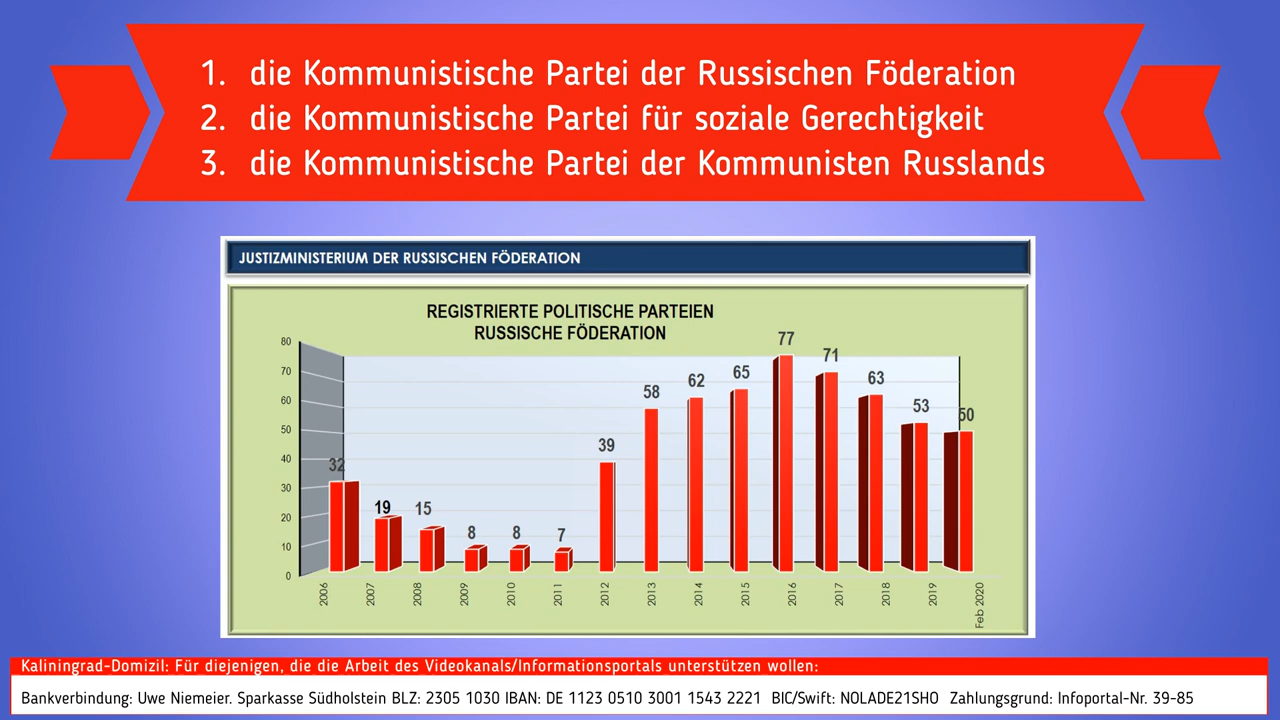 1. die Kommunistische Partei der Russischen Föderation
2. die Kommunistische Partei für soziale Gerechtigkeit
3. die Kommunistische Partei der Kommunisten Russlands
JUSTIZMINISTERIUM DER RUSSISCHEN FÖDERATION
REGISTRIERTE POLITISCHE PARTEIEN
RUSSISCHE FÖDERATION
80
70
60
50
40
30
20
10
0
32 19 15 8 8 7 39 58 62 65 77 71 63 53 50
2006 2007 2008 2009 2010 2011 2012 2013 2014 2015 2016 2017 2018 2019 Feb 2020
Kaliningrad-Domizil: Für diejenigen, die die Arbeit des Videokanals/Informationsportals unterstützen wollen:
Bankverbindung: Uwe Niemeier. Sparkasse Südholstein BLZ: 2305 1030 IBAN: DE 1123 0510 3001 1543 2221 BIC/Swift: NOLADE21SHO Zahlungsgrund: Infoportal-Nr. 39-85